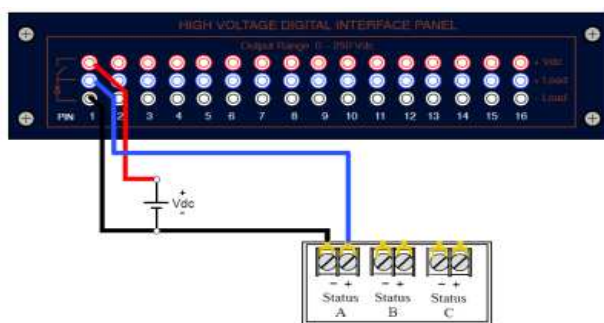 HIGH VOLTAGE DIGITAL INTERFACE PANEL
Output Range: 0 - 250 Vdc
+ Vdc
+ Load
- Load
PIN 1 2 3 4 5 6 7 8 9 10 11 12 13 14 15 16
+
Vdc
-
- + - + - +
Status Status Status
A B C